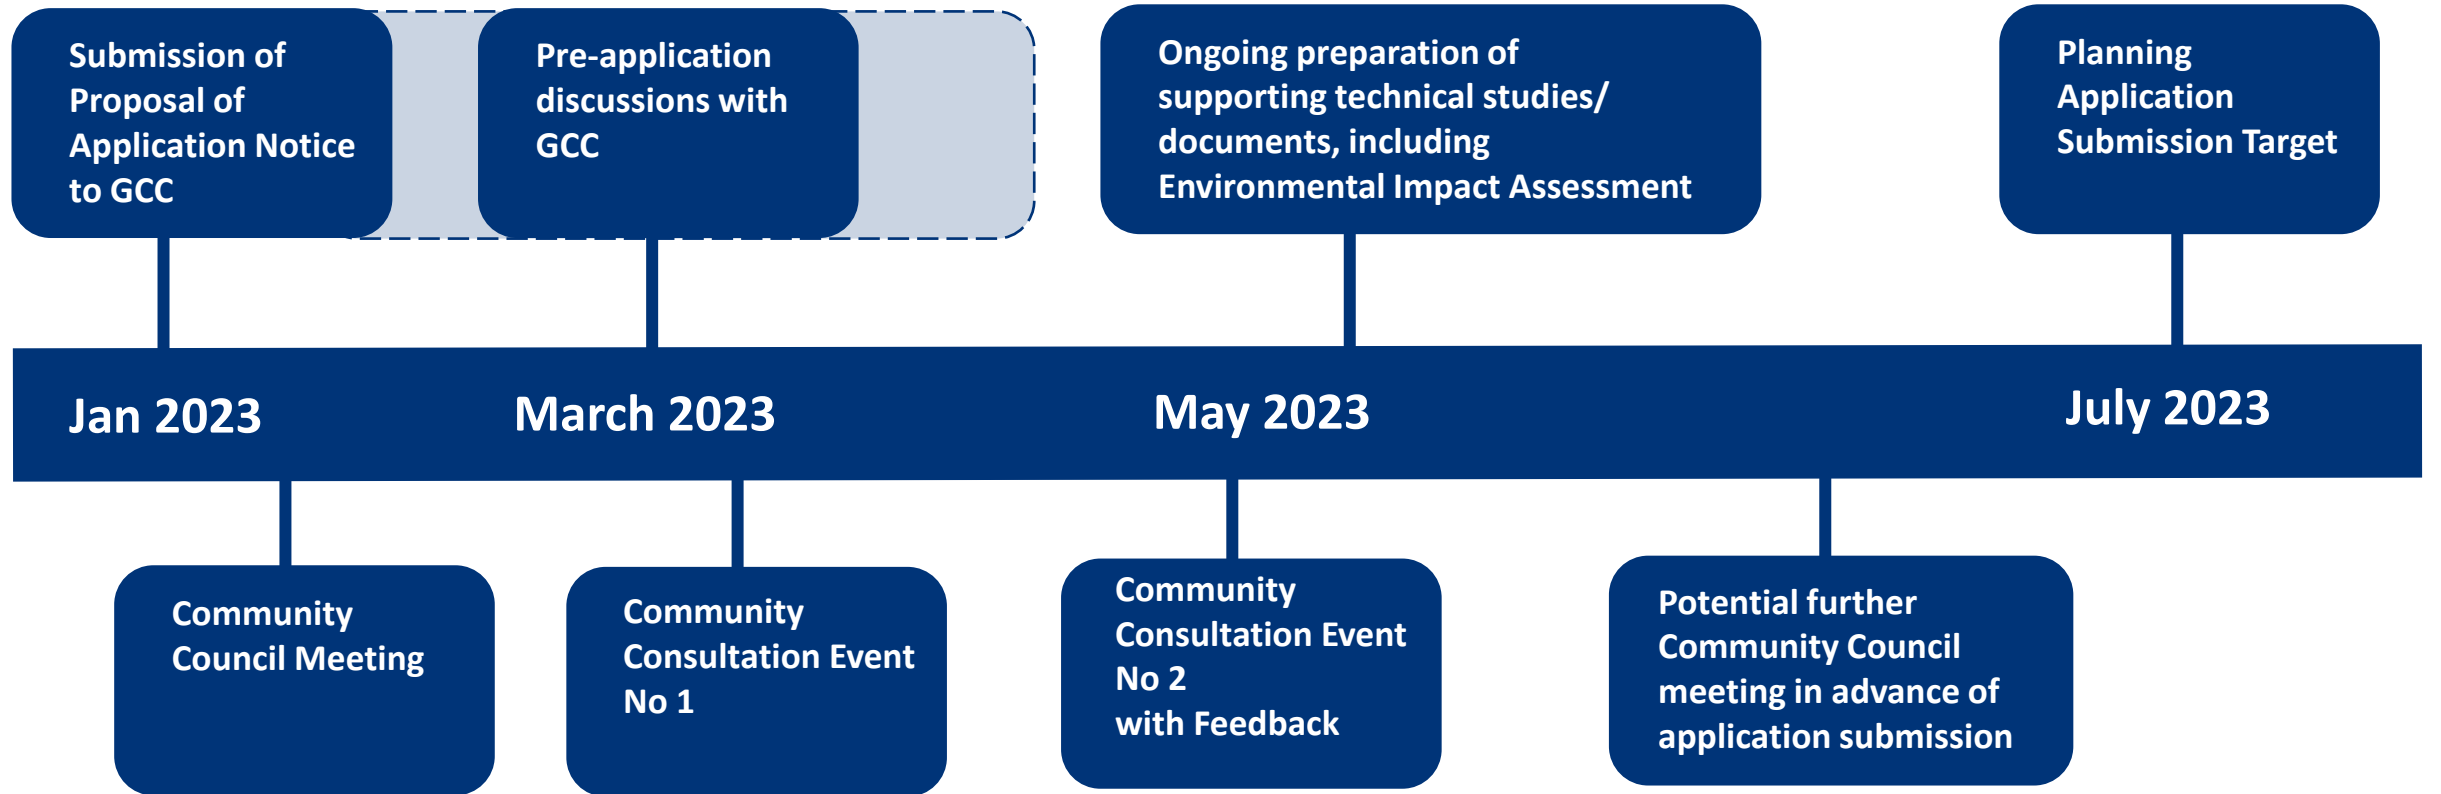 Submission of
Proposal of
Application Notice
to GCC
Pre-application
discussions with
GCC
Ongoing preparation of
supporting technical studies/
documents, including
Environmental Impact Assessment
Planning
Application
Submission Target
Jan 2023
March 2023
May 2023
July 2023
Community
Council Meeting
Community
Consultation Event
No 1
Community
Consultation Event
No 2
with Feedback
Potential further
Community Council
meeting in advance of
application submission